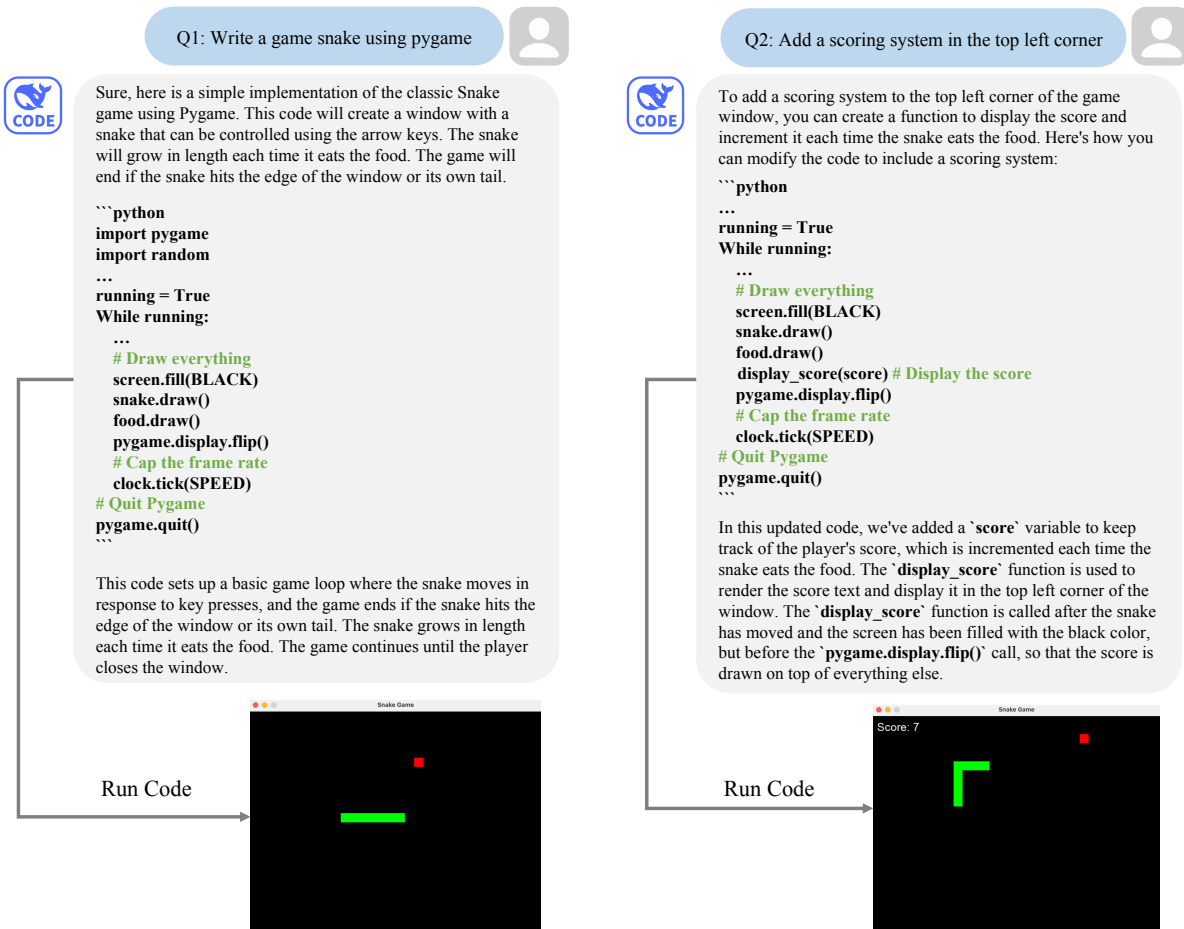 Q1: Write a game snake using pygame
CODE
Sure, here is a simple implementation of the classic Snake
game using Pygame. This code will create a window with a
snake that can be controlled using the arrow keys. The snake
will grow in length each time it eats the food. The game will
end if the snake hits the edge of the window or its own tail.
```python
import pygame
import random
…
running = True
While running:
…
# Draw everything
screen.fill(BLACK)
snake.draw()
food.draw()
pygame.display.flip()
# Cap the frame rate
clock.tick(SPEED)
# Quit Pygame
pygame.quit()
```
This code sets up a basic game loop where the snake moves in
response to key presses, and the game ends if the snake hits the
edge of the window or its own tail. The snake grows in length
each time it eats the food. The game continues until the player
closes the window.
Run Code
Snake Game
Q2: Add a scoring system in the top left corner
CODE
To add a scoring system to the top left corner of the game
window, you can create a function to display the score and
increment it each time the snake eats the food. Here's how you
can modify the code to include a scoring system:
```python
…
running = True
While running:
…
# Draw everything
screen.fill(BLACK)
snake.draw()
food.draw()
display_score(score) # Display the score
pygame.display.flip()
# Cap the frame rate
clock.tick(SPEED)
# Quit Pygame
pygame.quit()
```
In this updated code, we've added a `score` variable to keep
track of the player's score, which is incremented each time the
snake eats the food. The `display_score` function is used to
render the score text and display it in the top left corner of the
window. The `display_score` function is called after the snake
has moved and the screen has been filled with the black color,
but before the `pygame.display.flip()` call, so that the score is
drawn on top of everything else.
Run Code
Snake Game
Score: 7